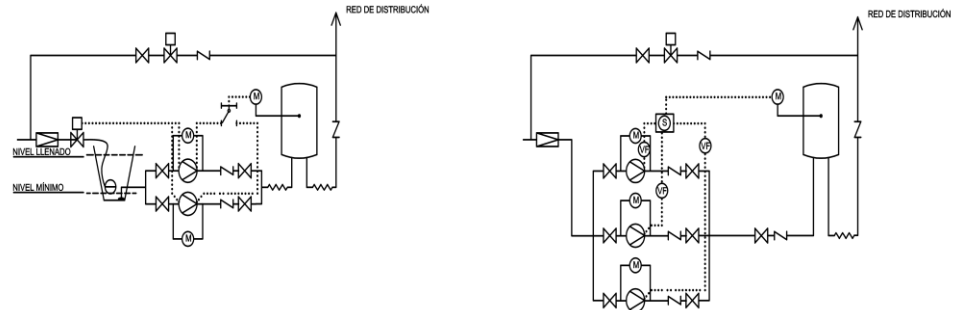 RED DE DISTRIBUCIÓN
RED DE DISTRIBUCIÓN
M
M
M
S
M
VF
VF
NIVEL LLENADO
NIVEL MÍNIMO
VF
M
M
M